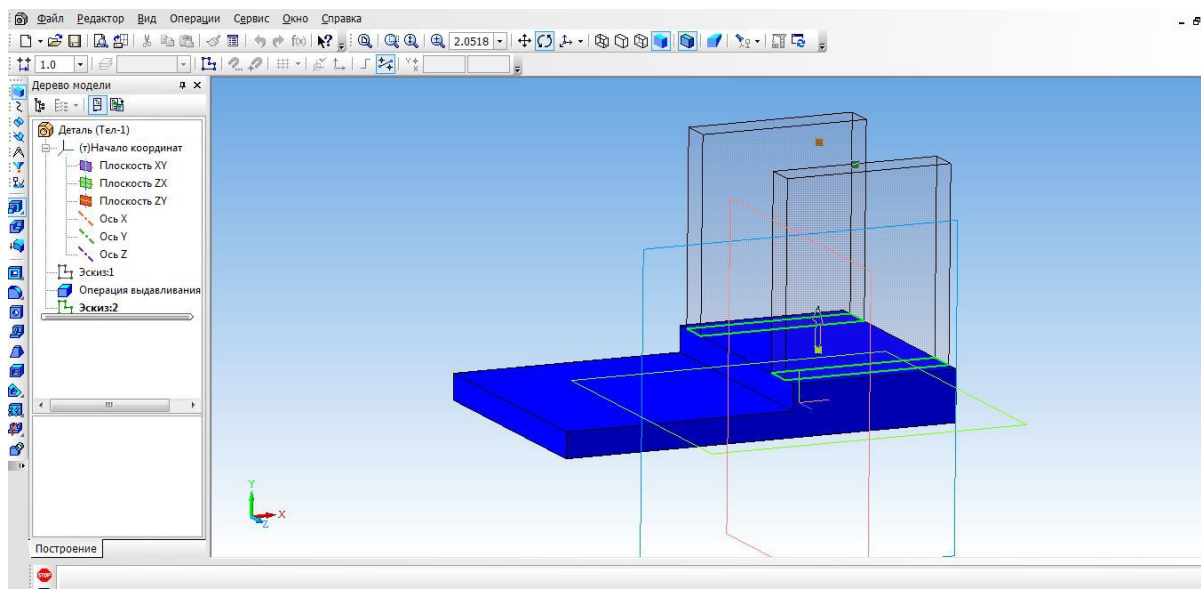 Файл Редактор Вид Операции Сервис Окно Справка
2.0518
1.0
Дерево модели
Деталь (Тел-1)
(т)Начало координат
Плоскость XY
Плоскость ZX
Плоскость ZY
Ось X
Ось Y
Ось Z
Эскиз:1
Операция выдавливания
Эскиз:2
Y
X
Z
Построение
STOP